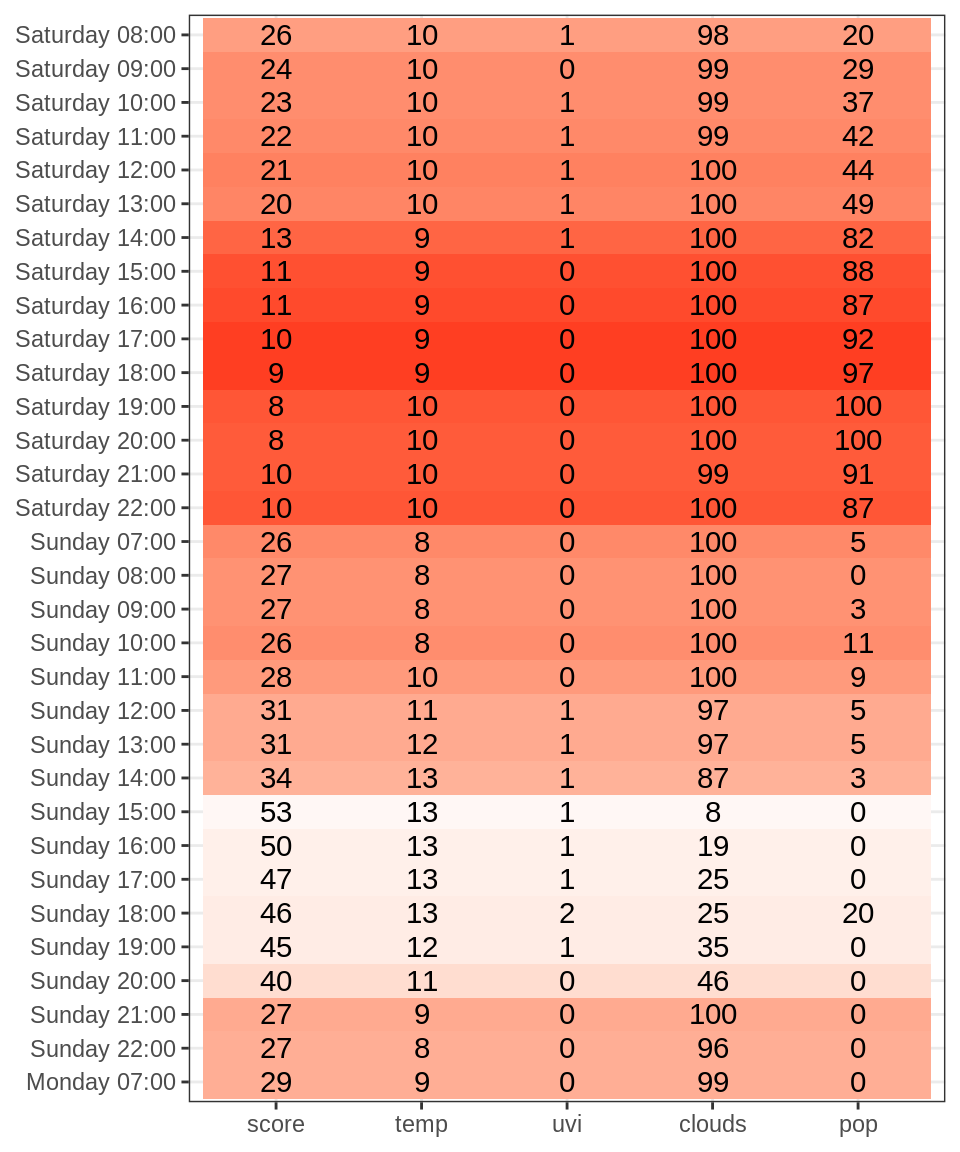 Saturday 08:00 26 10 1 98 20
Saturday 09:00 24 10 0 99 29
Saturday 10:00 23 10 1 99 37
Saturday 11:00 22 10 1 99 42
Saturday 12:00 21 10 1 100 44
Saturday 13:00 20 10 1 100 49
Saturday 14:00 13 9 1 100 82
Saturday 15:00 11 9 0 100 88
Saturday 16:00 11 9 0 100 87
Saturday 17:00 10 9 0 100 92
Saturday 18:00 9 9 0 100 97
Saturday 19:00 8 10 0 100 100
Saturday 20:00 8 10 0 100 100
Saturday 21:00 10 10 0 99 91
Saturday 22:00 10 10 0 100 87
Sunday 07:00 26 8 0 100 5
Sunday 08:00 27 8 0 100 0
Sunday 09:00 27 8 0 100 3
Sunday 10:00 26 8 0 100 11
Sunday 11:00 28 10 0 100 9
Sunday 12:00 31 11 1 97 5
Sunday 13:00 31 12 1 97 5
Sunday 14:00 34 13 1 87 3
Sunday 15:00 53 13 1 8 0
Sunday 16:00 50 13 1 19 0
Sunday 17:00 47 13 1 25 0
Sunday 18:00 46 13 2 25 20
Sunday 19:00 45 12 1 35 0
Sunday 20:00 40 11 0 46 0
Sunday 21:00 27 9 0 100 0
Sunday 22:00 27 8 0 96 0
Monday 07:00 29 9 0 99 0
score temp uvi clouds pop